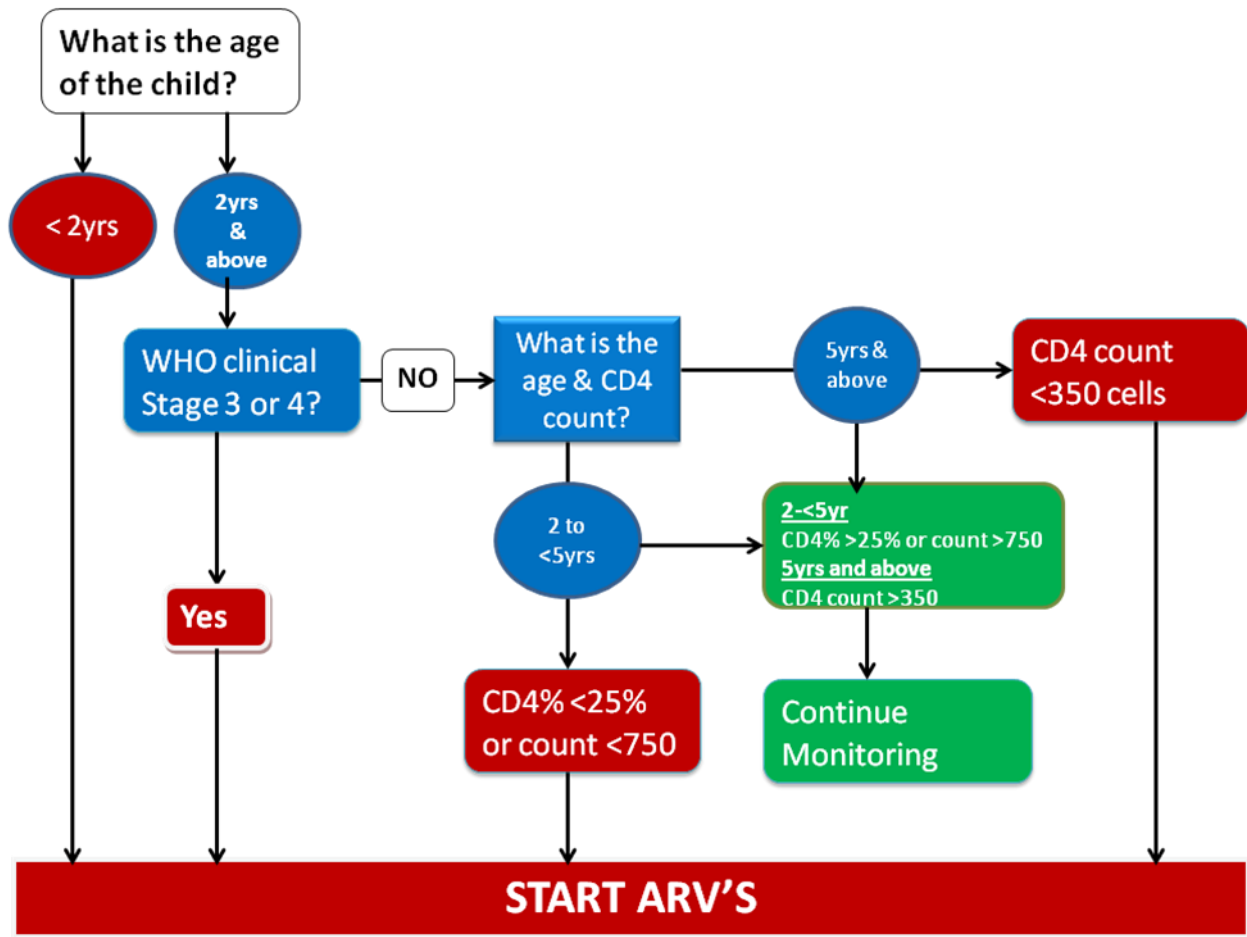 What is the age
of the child?
< 2yrs
2yrs
&
above
WHO clinical
Stage 3 or 4?
NO
What is the
age & CD4
count?
5yrs &
above
CD4 count
<350 cells
2 to
<5yrs
2-<5yr
CD4% >25% or count >750
5yrs and above
CD4 count >350
Yes
CD4% <25%
or count <750
Continue
Monitoring
START ARV’S